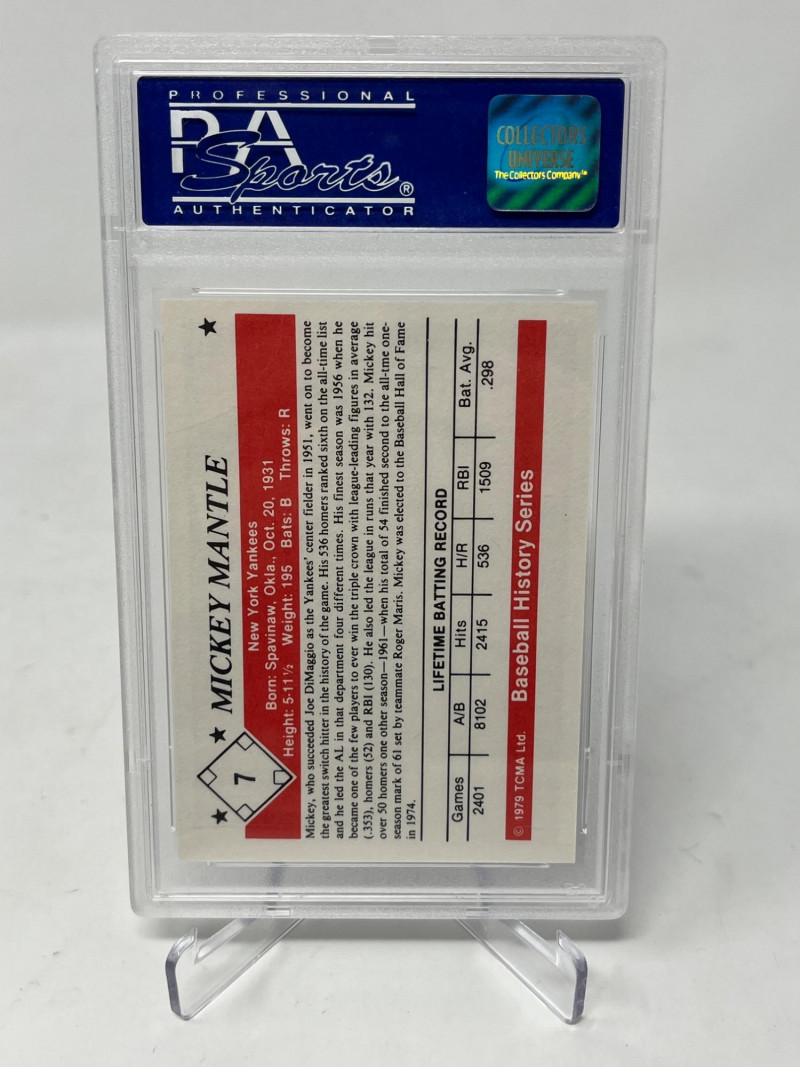 PROFESSIONAL
PSA
Sports®
AUTHENTICATOR
COLLECTORS
UNIVERSE
The Collectors Company™
7
MICKEY MANTLE
New York Yankees
Born: Spavinaw, Okla., Oct. 20, 1931
Height: 5-11½ Weight: 195 Bats: B Throws: R
Mickey, who succeeded Joe DiMaggio as the Yankees' center fielder in 1951, went on to become
the greatest switch hitter in the history of the game. His 536 homers ranked sixth on the all-time list
and he led the AL in that department four different times. His finest season was 1956 when he
became one of the few players to ever win the triple crown with league-leading figures in average
(.353), homers (52) and RBI (130). He also led the league in runs that year with 132. Mickey hit
over 50 homers one other season—1961—when his total of 54 finished second to the all-tme one-
season mark of 61 set by teammate Roger Maris. Mickey was elected to the Baseball Hall of Fame
in 1974.
LIFETIME BATTING RECORD
Games A/B Hits H/R RBI Bat. Avg.
2401 8102 2415 536 1509 .298
© 1979 TCMA Ltd. Baseball History Series